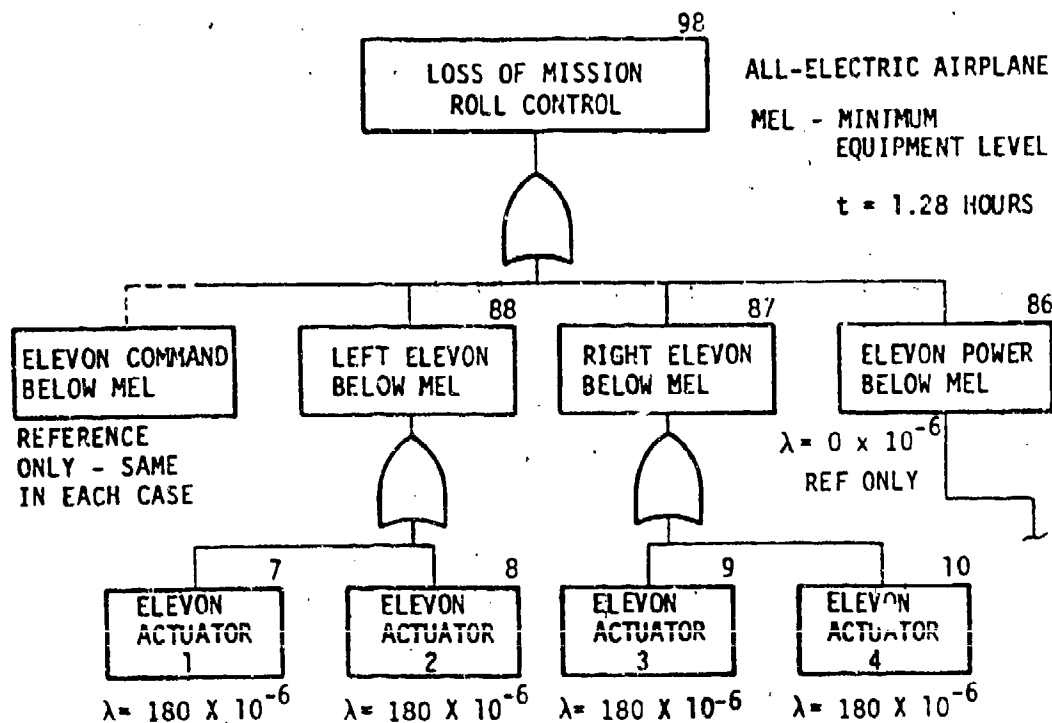 98
LOSS OF MISSION
ROLL CONTROL
ALL-ELECTRIC AIRPLANE
MEL - MINIMUM
EQUIPMENT LEVEL
t = 1.28 HOURS
ELEVON COMMAND
BELOW MEL
REFERENCE
ONLY - SAME
IN EACH CASE
88
LEFT ELEVON
BELOW MEL
87
RIGHT ELEVON
BELOW MEL
86
ELEVON POWER
BELOW MEL
λ= 0 x 10⁻⁶
REF ONLY
7
ELEVON
ACTUATOR
1
λ= 180 X 10⁻⁶
8
ELEVON
ACTUATOR
2
λ= 180 X 10⁻⁶
9
ELEVON
ACTUATOR
3
λ= 180 X 10⁻⁶
10
ELEVON
ACTUATOR
4
λ= 180 X 10⁻⁶